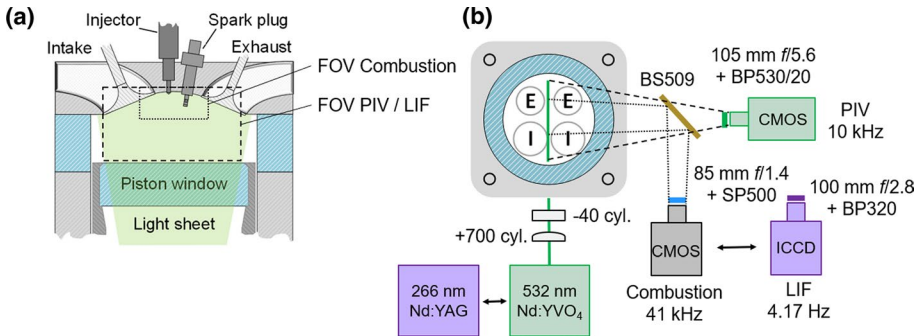 (a)
Injector
Spark plug
Intake
Exhaust
FOV Combustion
FOV PIV / LIF
Piston window
Light sheet
(b)
E E
I I
BS509
105 mm f/5.6
+ BP530/20
CMOS
PIV
10 kHz
85 mm f/1.4
+ SP500
100 mm f/2.8
+ BP320
-40 cyl.
+700 cyl.
CMOS
ICCD
Combustion
41 kHz
LIF
4.17 Hz
266 nm
Nd:YAG
532 nm
Nd:YVO₄